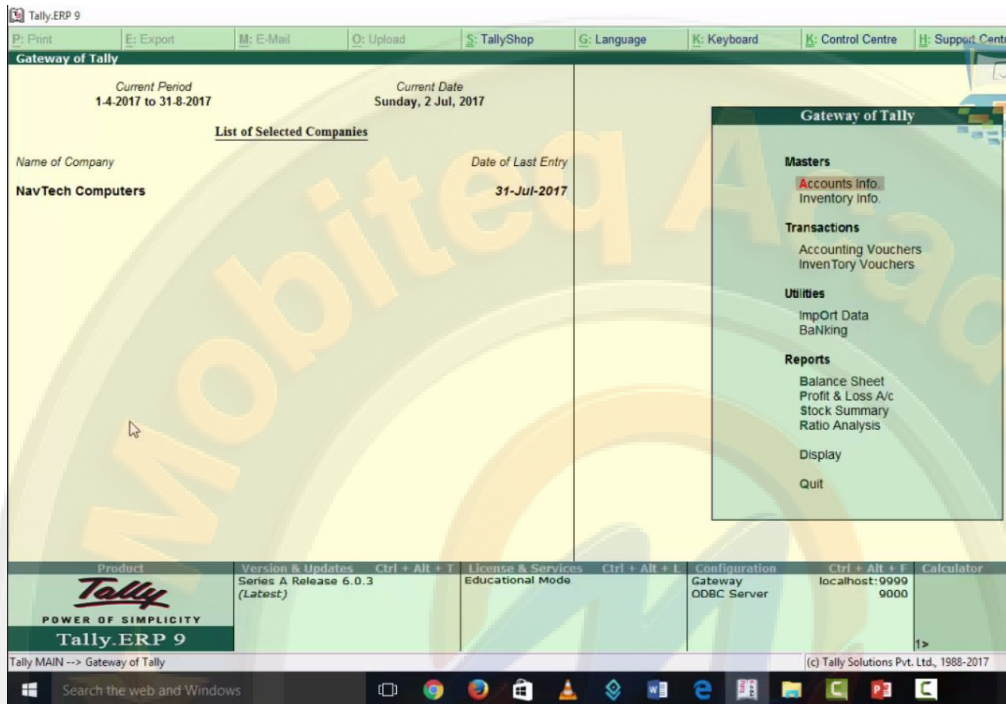 Tally.ERP 9
P: Print E: Export M: E-Mail O: Upload S: TallyShop G: Language K: Keyboard K: Control Centre H: Support Centr
Gateway of Tally
Current Period Current Date
1-4-2017 to 31-8-2017 Sunday, 2 Jul, 2017
List of Selected Companies
Name of Company Date of Last Entry
NavTech Computers 31-Jul-2017
Gateway of Tally
Masters
Accounts Info.
Inventory Info.
Transactions
Accounting Vouchers
InvenTory Vouchers
Utilities
ImpOrt Data
BaNking
Reports
Balance Sheet
Profit & Loss A/c
Stock Summary
Ratio Analysis
Display
Quit
Mobiteq Acad
Product Version & Updates Ctrl + Alt + T License & Services Ctrl + Alt + L Configuration Ctrl + Alt + F Calculator
Tally
POWER OF SIMPLICITY
Tally.ERP 9
Series A Release 6.0.3
(Latest)
Educational Mode
Gateway localhost:9999
ODBC Server 9000
1>
Tally MAIN --> Gateway of Tally (c) Tally Solutions Pvt. Ltd., 1988-2017
Search the web and Windows